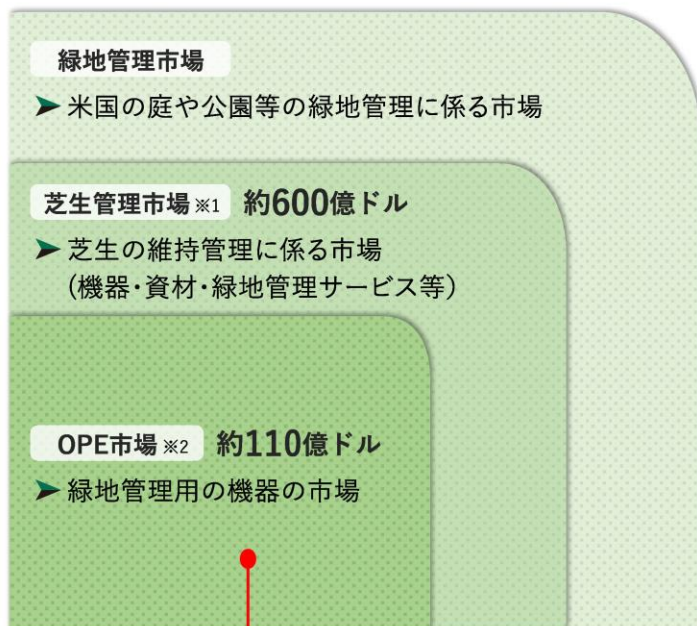 緑地管理市場
➤ 米国の庭や公園等の緑地管理に係る市場
芝生管理市場※1 約600億ドル
➤ 芝生の維持管理に係る市場
(機器・資材・緑地管理サービス等)
OPE市場※2 約110億ドル
➤ 緑地管理用の機器の市場